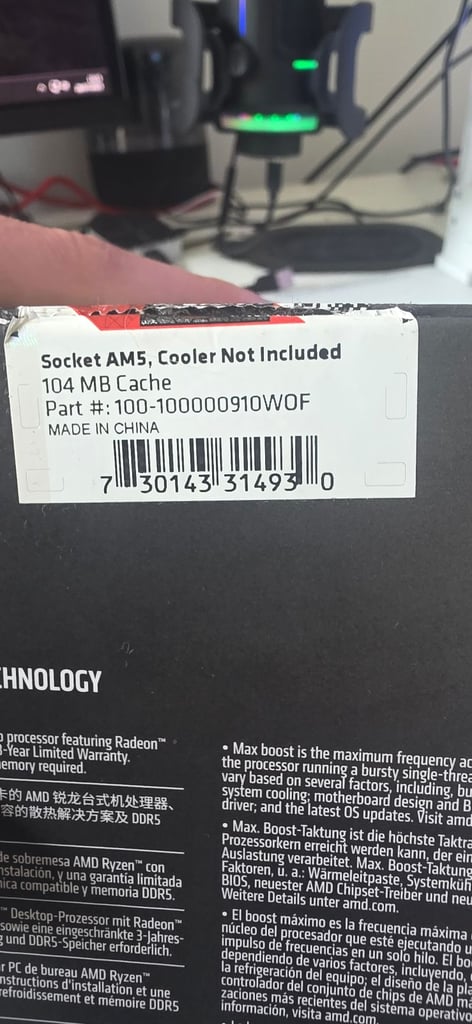 Socket AM5, Cooler Not Included
104 MB Cache
Part #: 100-100000910WOF
MADE IN CHINA
7 30143 31493 0
CHNOLOGY
processor featuring Radeon™
3-Year Limited Warranty.
emory required.
卡的 AMD 锐龙台式机处理器、
容的散热解决方案及 DDR5
de sobremesa AMD Ryzen™ con
nstalación, y una garantía limitada
nica compatible y memoria DDR5.
™ Desktop-Prozessor mit Radeon™
sowie eine eingeschränkte 3-Jahres-
g und DDR5-Speicher erforderlich.
r PC de bureau AMD Ryzen™
nstructions d'installation et une
refroidissement et mémoire DDR5
• Max boost is the maximum frequency ac
the processor running a bursty single-threa
vary based on several factors, including, bu
system cooling; motherboard design and B
driver; and the latest OS updates. Visit amd
• Max. Boost-Taktung ist die höchste Taktra
Prozessorkern erreicht werden kann, der ein
Auslastung verarbeitet. Max. Boost-Taktung
Faktoren, u. a.: Wärmeleitpaste, Systemküh
BIOS, neuester AMD Chipset-Treiber und neu
Weitere Details unter amd.com.
• El boost máximo es la frecuencia máxima
núcleo del procesador que esté ejecutando u
impulso de frecuencias en un solo hilo. El bo
dependiendo de varios factores, incluyendo,
la refrigeración del equipo; el diseño de la pla
controlador del conjunto de chips de AMD má
zaciones más recientes del sistema operativo
información, visita amd.com.